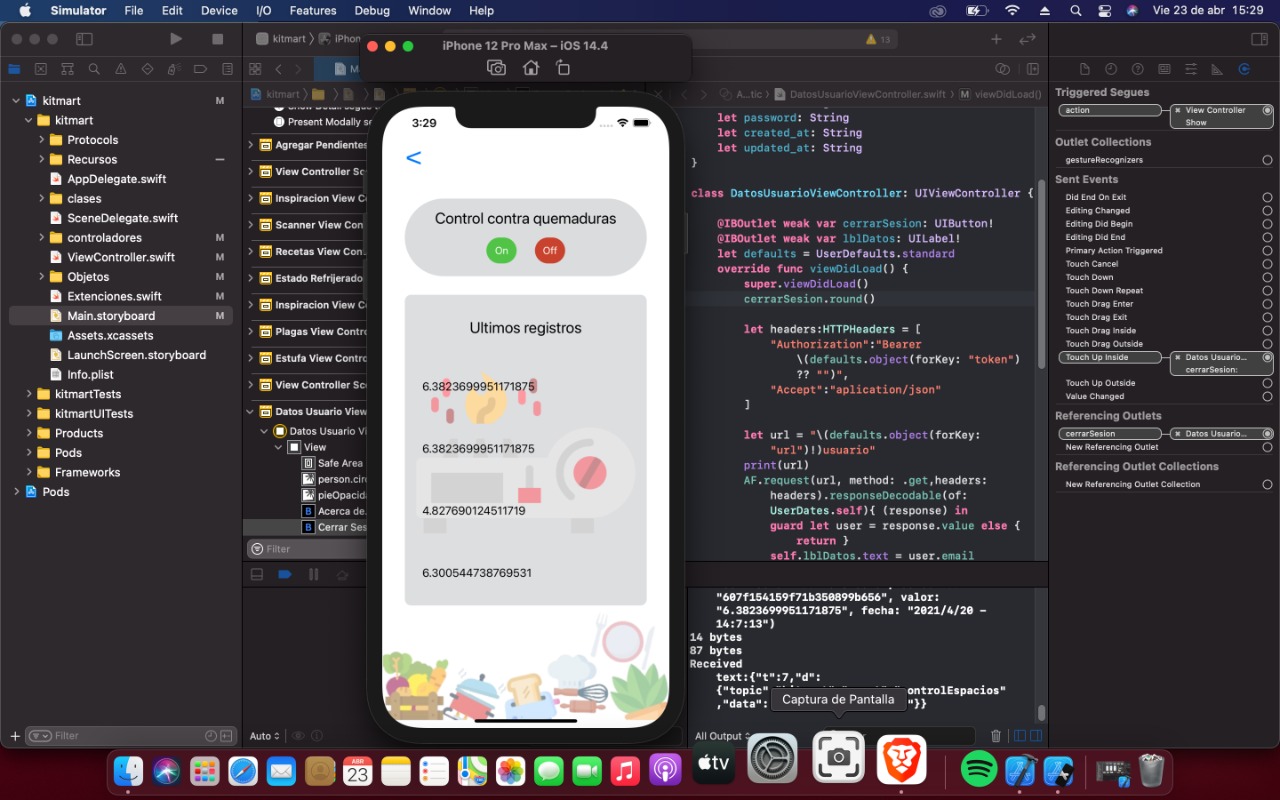 Simulator File Edit Device I/O Features Debug Window Help Vie 23 de abr 15:29
kitmart iPhon 13
iPhone 12 Pro Max – iOS 14.4
kitmart M
kitmart
Protocols
Recursos
AppDelegate.swift
clases
SceneDelegate.swift
controladores M
ViewController.swift M
Objetos M
Extenciones.swift M
Main.storyboard M
Assets.xcassets
LaunchScreen.storyboard
Info.plist
kitmartTests
kitmartUITests
Products
Pods
Frameworks
Pods
Filter
kitmart
Present Modally se
Agregar Pendientes
View Controller Sc
Inspiracion View C
Scanner View Con
Recetas View Con
Estado Refrijerado
Inspiracion View C
Plagas View Contro
Estufa View Contro
View Controller Sc
Datos Usuario View
Datos Usuario Vi
View
Safe Area
person.circ
pieOpacida
Acerca de.
Cerrar Ses
Filter
Auto
3:29
<
Control contra quemaduras
On Off
Ultimos registros
6.3823699951171875
6.3823699951171875
4.827690124511719
6.300544738769531
A...tic DatosUsuarioViewController.swift M viewDidLoad()
let password: String
let created_at: String
let updated_at: String
}
class DatosUsuarioViewController: UIViewController {
@IBOutlet weak var cerrarSesion: UIButton!
@IBOutlet weak var lblDatos: UILabel!
let defaults = UserDefaults.standard
override func viewDidLoad() {
super.viewDidLoad()
cerrarSesion.round()
let headers:HTTPHeaders = [
"Authorization":"Bearer
\(defaults.object(forKey: "token")
?? "")",
"Accept":"aplication/json"
]
let url = "\(defaults.object(forKey:
"url")!)usuario"
print(url)
AF.request(url, method: .get,headers:
headers).responseDecodable(of:
UserDates.self){ (response) in
guard let user = response.value else {
return }
self.lblDatos.text = user.email
"607f154159f71b350899b656", valor:
"6.3823699951171875", fecha: "2021/4/20 -
14:7:13")
14 bytes
87 bytes
Received
text:{"t":7,"d":
{"topic
ontrolEspacios"
,"data": "}}
Captura de Pantalla
All Output
Triggered Segues
action View Controller
Show
Outlet Collections
gestureRecognizers
Sent Events
Did End On Exit
Editing Changed
Editing Did Begin
Editing Did End
Primary Action Triggered
Touch Cancel
Touch Down
Touch Down Repeat
Touch Drag Enter
Touch Drag Exit
Touch Drag Inside
Touch Drag Outside
Touch Up Inside Datos Usuario...
cerrarSesion:
Touch Up Outside
Value Changed
Referencing Outlets
cerrarSesion Datos Usuario...
New Referencing Outlet
Referencing Outlet Collections
New Referencing Outlet Collection
ABR
23
tv